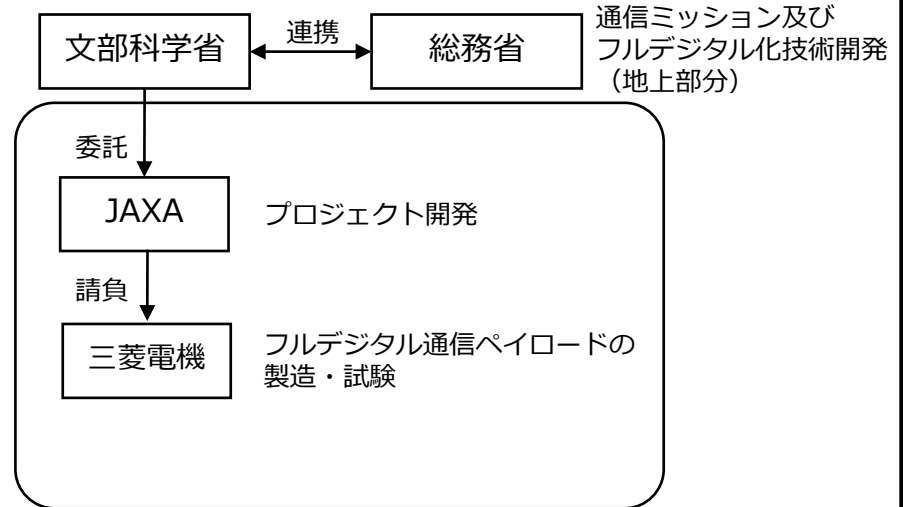 文部科学省
連携
総務省
通信ミッション及び
フルデジタル化技術開発
（地上部分）
委託
JAXA
プロジェクト開発
請負
三菱電機
フルデジタル通信ペイロードの
製造・試験